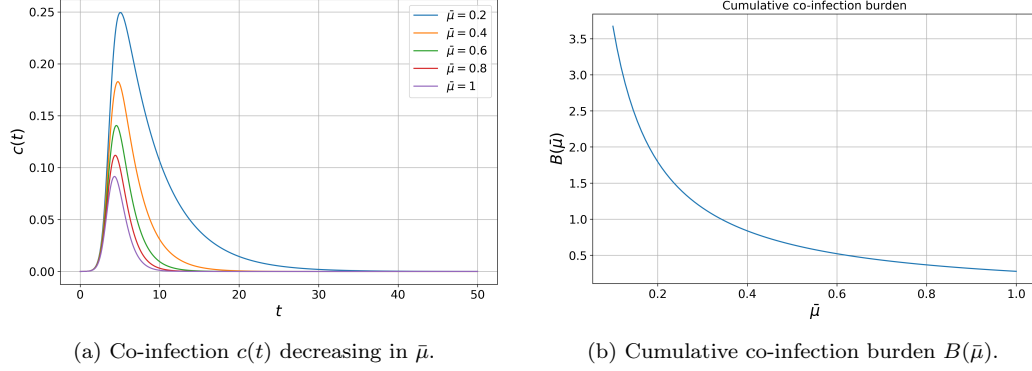 0.25
0.20
0.15
0.10
0.05
0.00
c(t)
0 10 20 30 40 50
t
μ̄ = 0.2
μ̄ = 0.4
μ̄ = 0.6
μ̄ = 0.8
μ̄ = 1
(a) Co-infection c(t) decreasing in μ̄.
Cumulative co-infection burden
3.5
3.0
2.5
2.0
1.5
1.0
0.5
B(μ̄)
0.2 0.4 0.6 0.8 1.0
μ̄
(b) Cumulative co-infection burden B(μ̄).